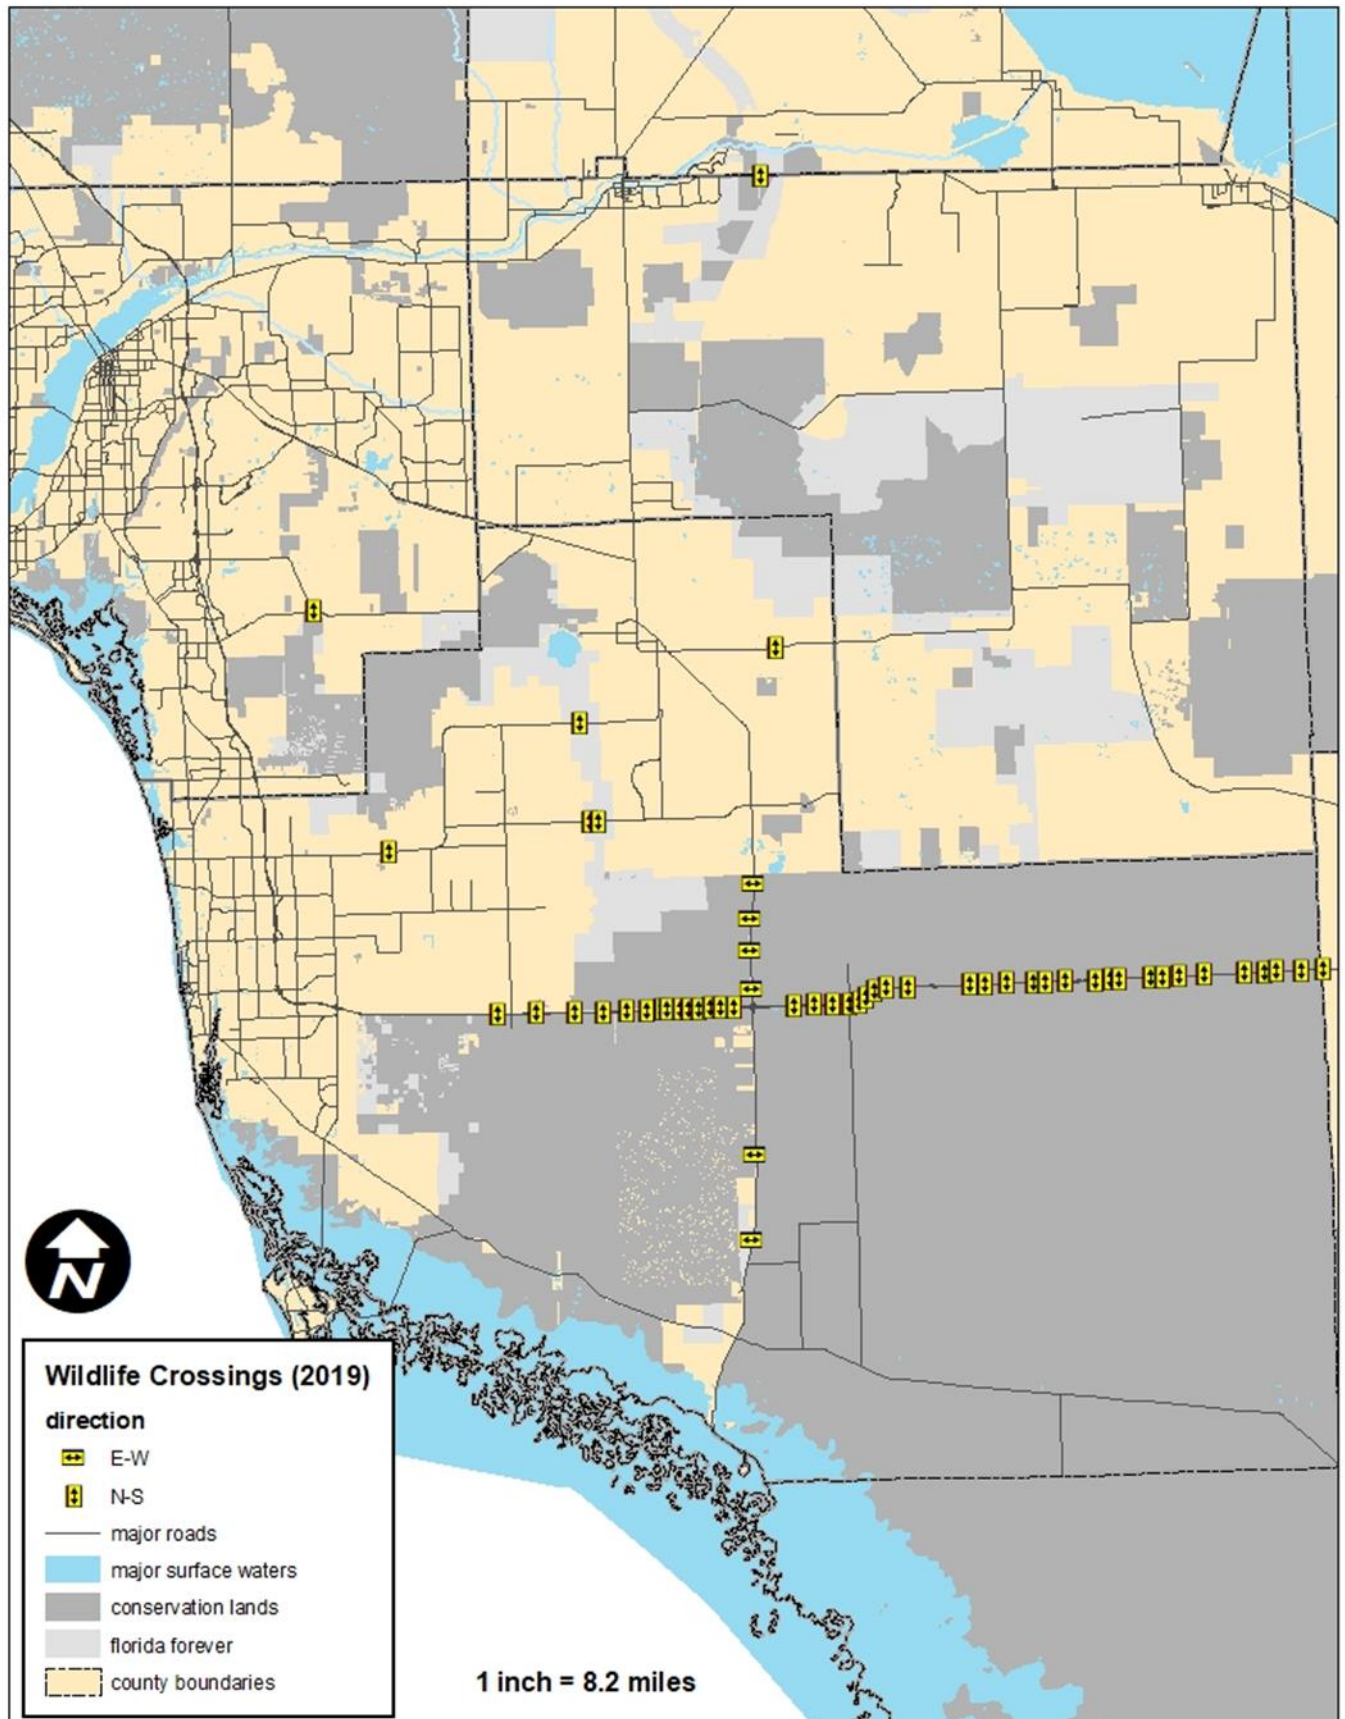 N
Wildlife Crossings (2019)
direction
E-W
N-S
major roads
major surface waters
conservation lands
florida forever
county boundaries
1 inch = 8.2 miles